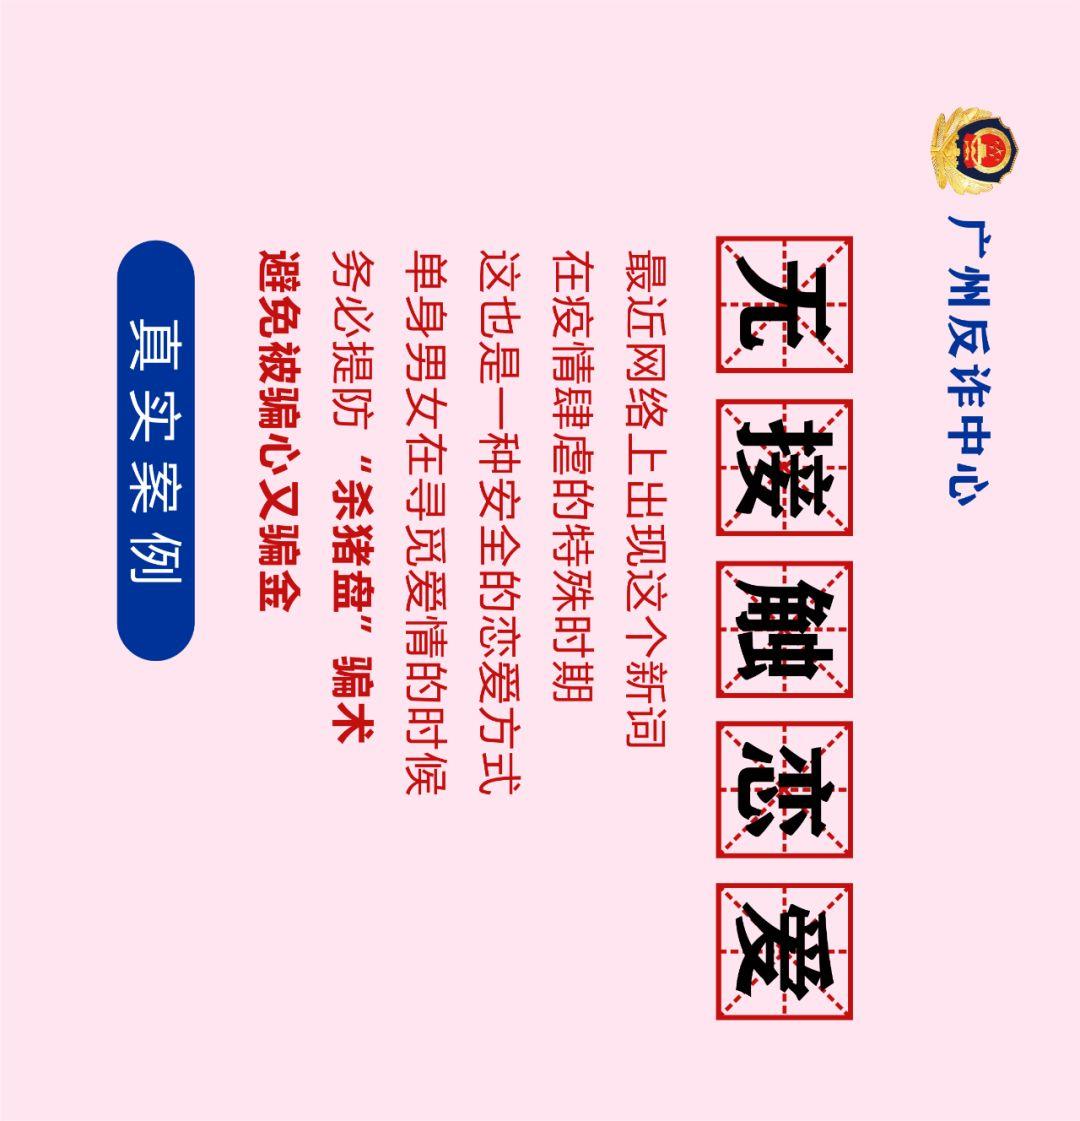 广州反诈中心
无接触恋爱
最近网络上出现这个新词
在疫情肆虐的特殊时期
这也是一种安全的恋爱方式
单身男女在寻觅爱情的时候
务必提防“杀猪盘”骗术
避免被骗心又骗金
真实案例